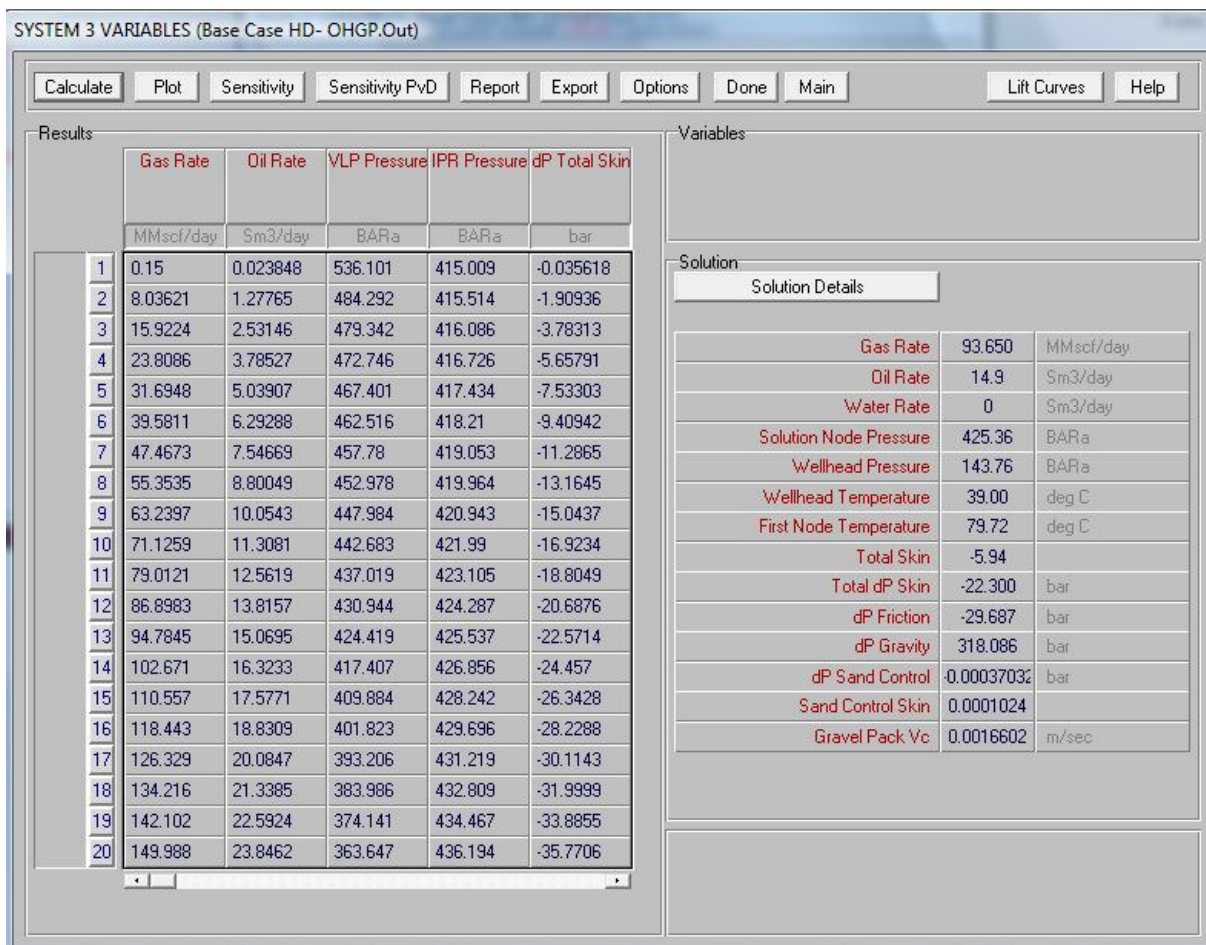 SYSTEM 3 VARIABLES (Base Case HD- OHGP.Out)
Calculate Plot Sensitivity Sensitivity PvD Report Export Options Done Main Lift Curves Help
Results
Gas Rate Oil Rate VLP Pressure IPR Pressure dP Total Skin
MMscf/day Sm3/day BARa BARa bar
1 0.15 0.023848 536.101 415.009 -0.035618
2 8.03621 1.27765 484.292 415.514 -1.90936
3 15.9224 2.53146 479.342 416.086 -3.78313
4 23.8086 3.78527 472.746 416.726 -5.65791
5 31.6948 5.03907 467.401 417.434 -7.53303
6 39.5811 6.29288 462.516 418.21 -9.40942
7 47.4673 7.54669 457.78 419.053 -11.2865
8 55.3535 8.80049 452.978 419.964 -13.1645
9 63.2397 10.0543 447.984 420.943 -15.0437
10 71.1259 11.3081 442.683 421.99 -16.9234
11 79.0121 12.5619 437.019 423.105 -18.8049
12 86.8983 13.8157 430.944 424.287 -20.6876
13 94.7845 15.0695 424.419 425.537 -22.5714
14 102.671 16.3233 417.407 426.856 -24.457
15 110.557 17.5771 409.884 428.242 -26.3428
16 118.443 18.8309 401.823 429.696 -28.2288
17 126.329 20.0847 393.206 431.219 -30.1143
18 134.216 21.3385 383.986 432.809 -31.9999
19 142.102 22.5924 374.141 434.467 -33.8855
20 149.988 23.8462 363.647 436.194 -35.7706
Variables
Solution
Solution Details
Gas Rate 93.650 MMscf/day
Oil Rate 14.9 Sm3/day
Water Rate 0 Sm3/day
Solution Node Pressure 425.36 BARa
Wellhead Pressure 143.76 BARa
Wellhead Temperature 39.00 deg C
First Node Temperature 79.72 deg C
Total Skin -5.94
Total dP Skin -22.300 bar
dP Friction -29.687 bar
dP Gravity 318.086 bar
dP Sand Control -0.00037032 bar
Sand Control Skin 0.0001024
Gravel Pack Vc 0.0016602 m/sec